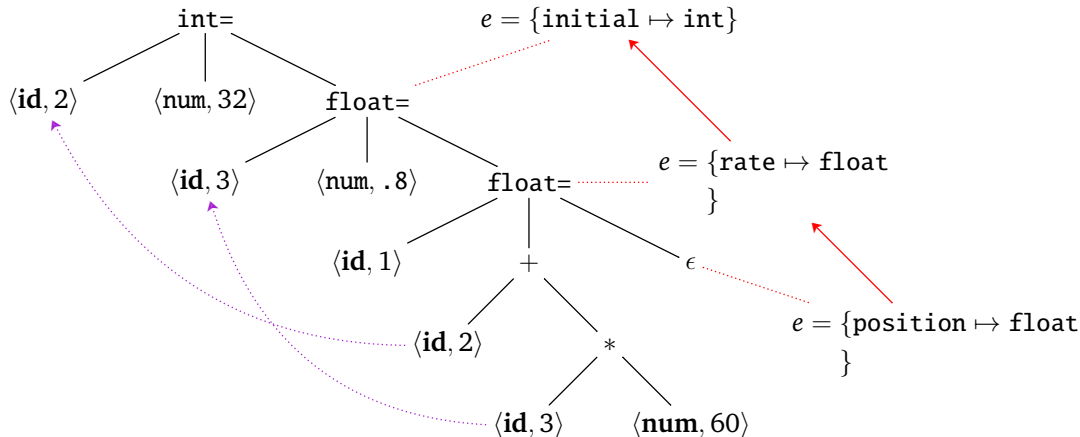 int= e = {initial ↦ int}
⟨id, 2⟩ ⟨num, 32⟩ float=
⟨id, 3⟩ ⟨num, .8⟩ float= e = {rate ↦ float
}
⟨id, 1⟩ + ϵ
⟨id, 2⟩ * e = {position ↦ float
}
⟨id, 3⟩ ⟨num, 60⟩